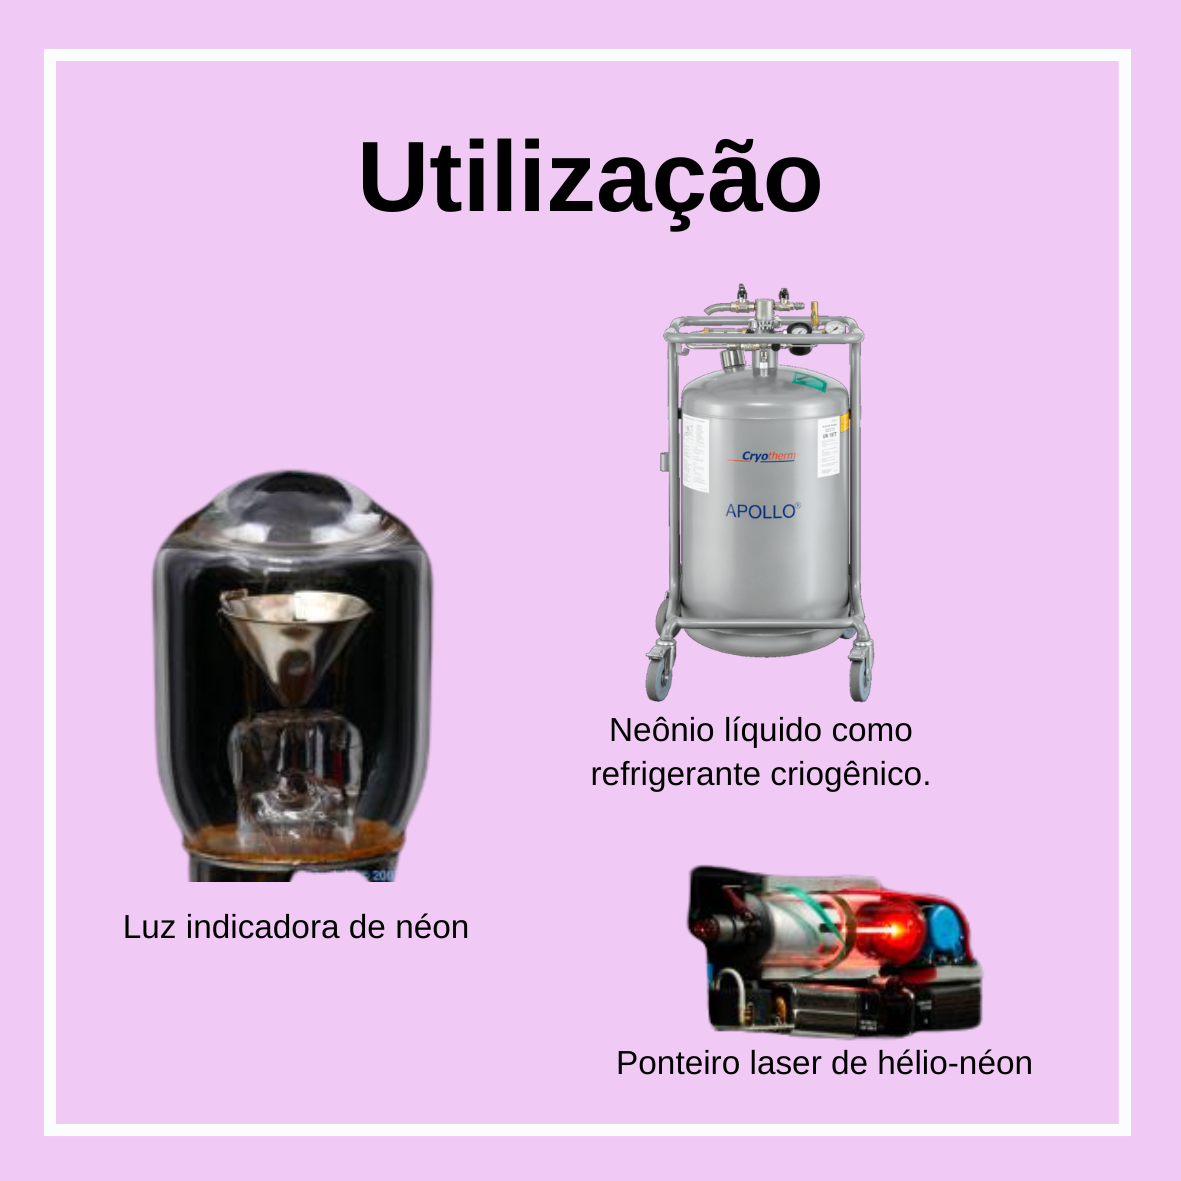 Utilização
Cryotherm
APOLLO®
Neônio líquido como
refrigerante criogênico.
Luz indicadora de néon
Ponteiro laser de hélio-néon